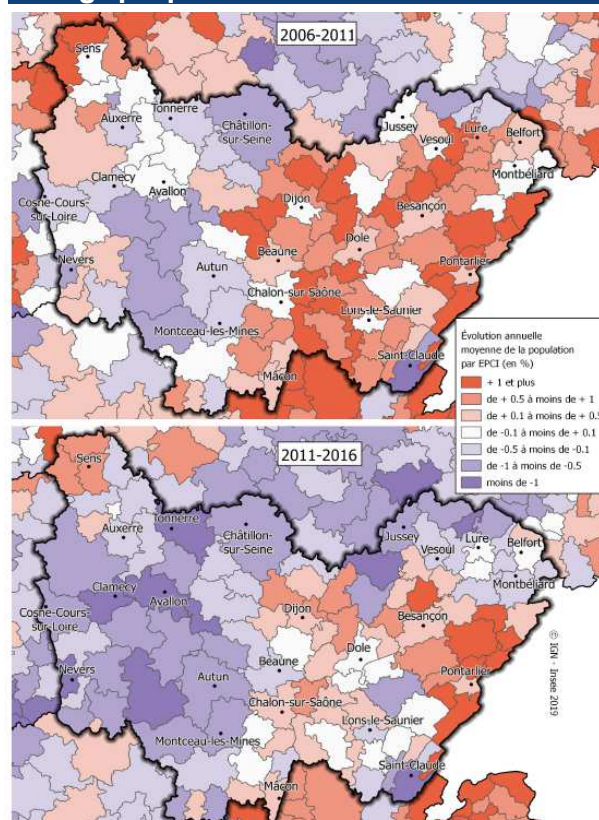 2006-2011
Sens
Tonnerre
Auxerre
Châtillon-
sur-Seine
Jussey
Vesoul
Lure
Belfort
Montbéliard
Clamecy
Avallon
Cosne-Cours-
sur-Loire
Dijon
Besançon
Nevers
Beaune
Dole
Autun
Pontarlier
Chalon-sur-Saône
Lons-le-Saunier
Montceau-les-Mines
Saint-Claude
Mâcon
Évolution annuelle
moyenne de la population
par EPCI (en %)
+ 1 et plus
de + 0.5 à moins de + 1
de + 0.1 à moins de + 0.5
de -0.1 à moins de + 0.1
de -0.5 à moins de -0.1
de -1 à moins de -0.5
moins de -1
2011-2016
Sens
Tonnerre
Auxerre
Châtillon-
sur-Seine
Jussey
Vesoul
Lure
Belfort
Montbéliard
Clamecy
Avallon
Cosne-Cours-
sur-Loire
Dijon
Besançon
Nevers
Beaune
Dole
Autun
Pontarlier
Chalon-sur-Saône
Lons-le-Saunier
Montceau-les-Mines
Saint-Claude
Mâcon
© IGN - Insee 2019